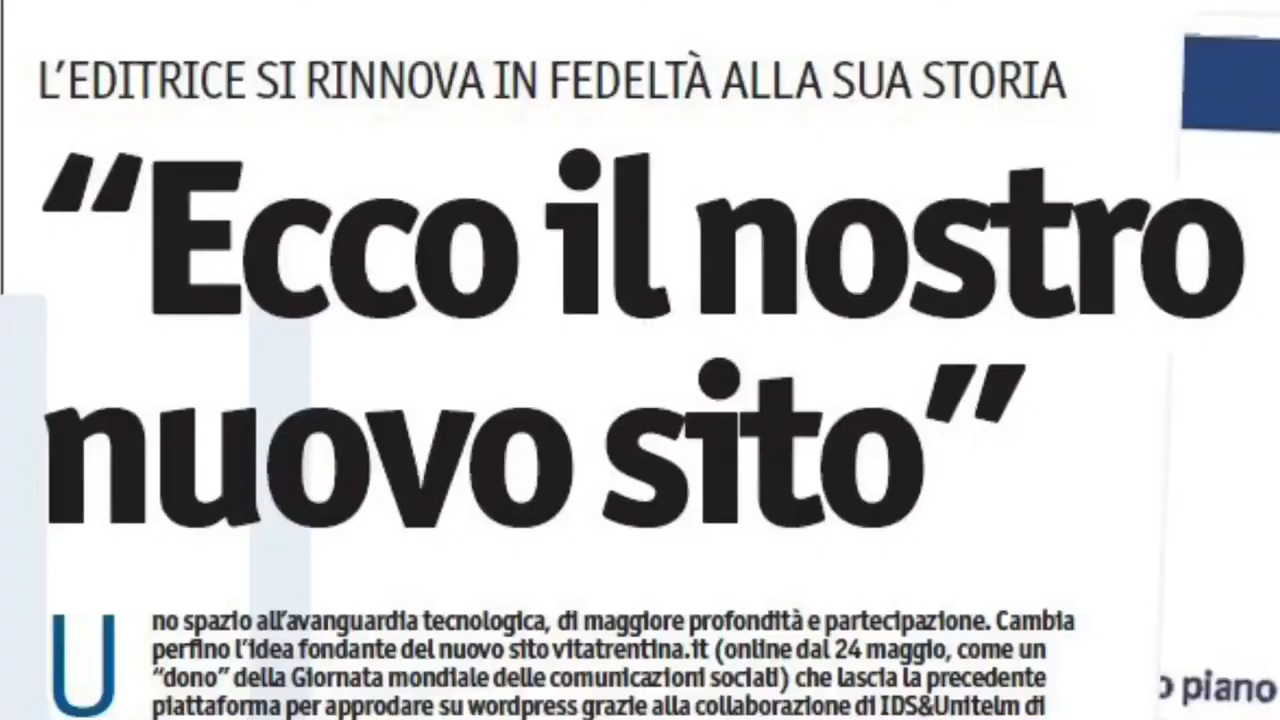 L’EDITRICE SI RINNOVA IN FEDELTÀ ALLA SUA STORIA
“Ecco il nostro
nuovo sito”
Uno spazio all’avanguardia tecnologica, di maggiore profondità e partecipazione. Cambia
perfino l’idea fondante del nuovo sito vitatrentina.it (online dal 24 maggio, come un
“dono” della Giornata mondiale delle comunicazioni sociali) che lascia la precedente
piattaforma per approdare su wordpress grazie alla collaborazione di IDS&Unitelm di
piano